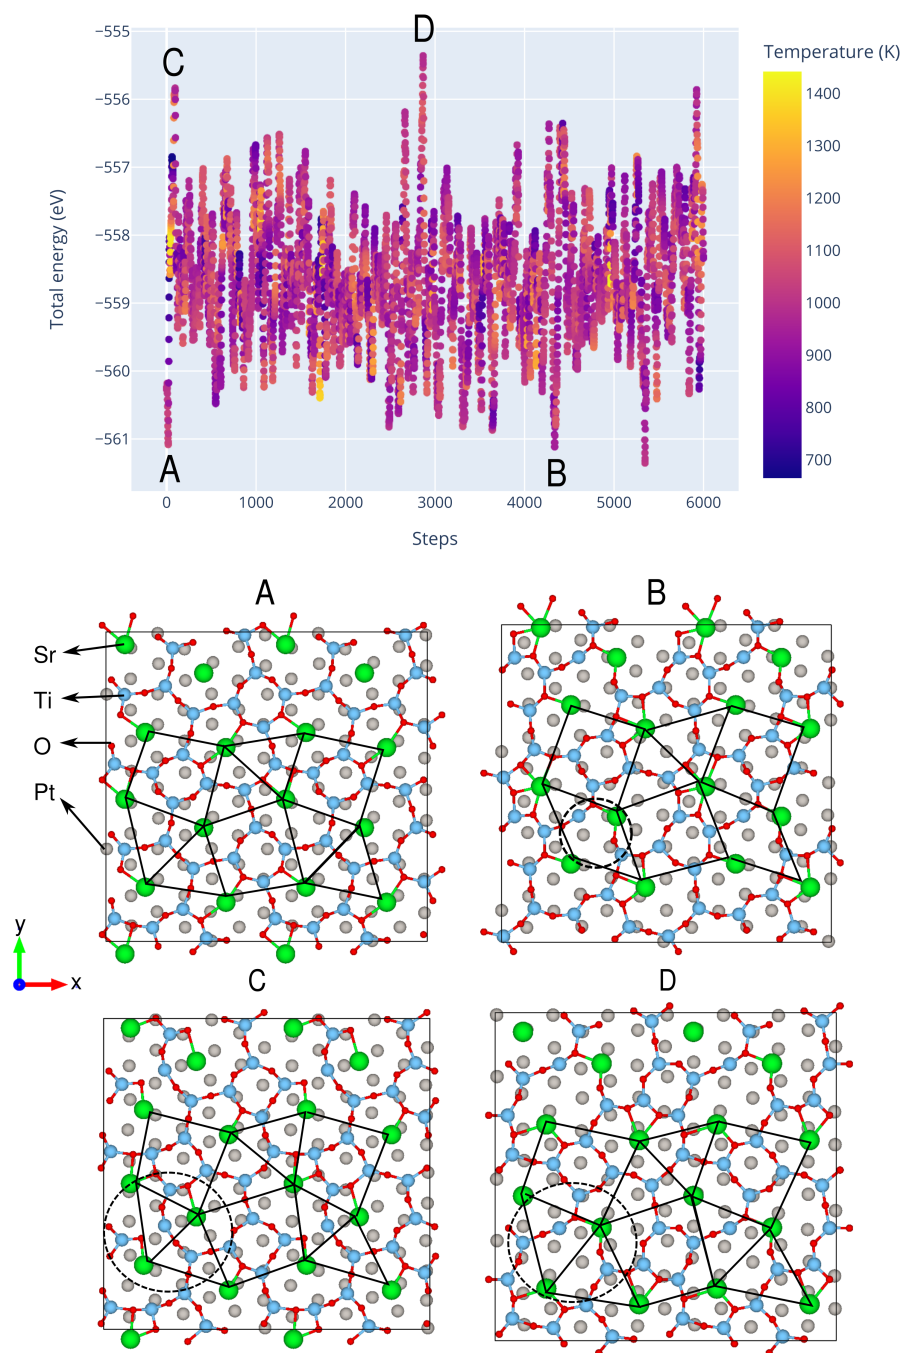 D
C
−555
−556
−557
−558
−559
−560
−561
Total energy (eV)
A
B
0
1000
2000
3000
4000
5000
6000
Steps
Temperature (K)
1400
1300
1200
1100
1000
900
800
700
A
B
Sr
Ti
O
Pt
y
x
C
D